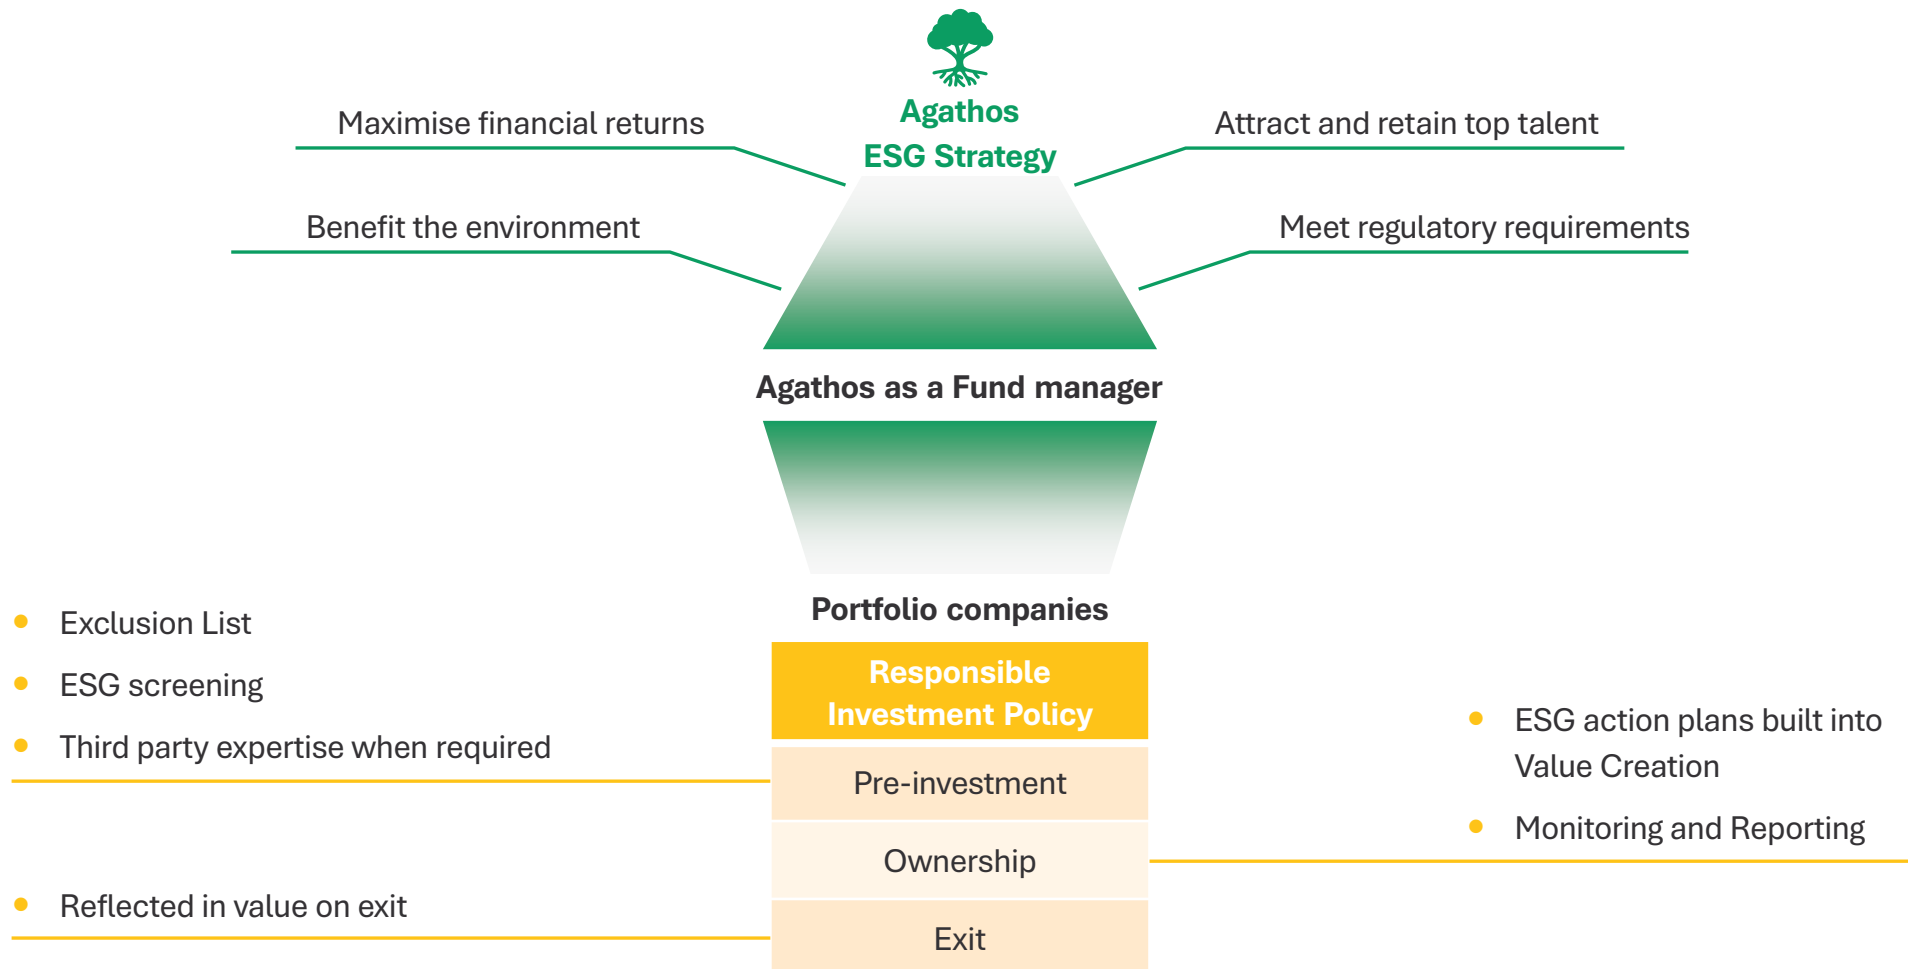 Agathos
ESG Strategy
Maximise financial returns
Attract and retain top talent
Benefit the environment
Meet regulatory requirements
Agathos as a Fund manager
Portfolio companies
Responsible
Investment Policy
Exclusion List
ESG screening
Third party expertise when required
Pre-investment
ESG action plans built into
Value Creation
Monitoring and Reporting
Ownership
Reflected in value on exit
Exit